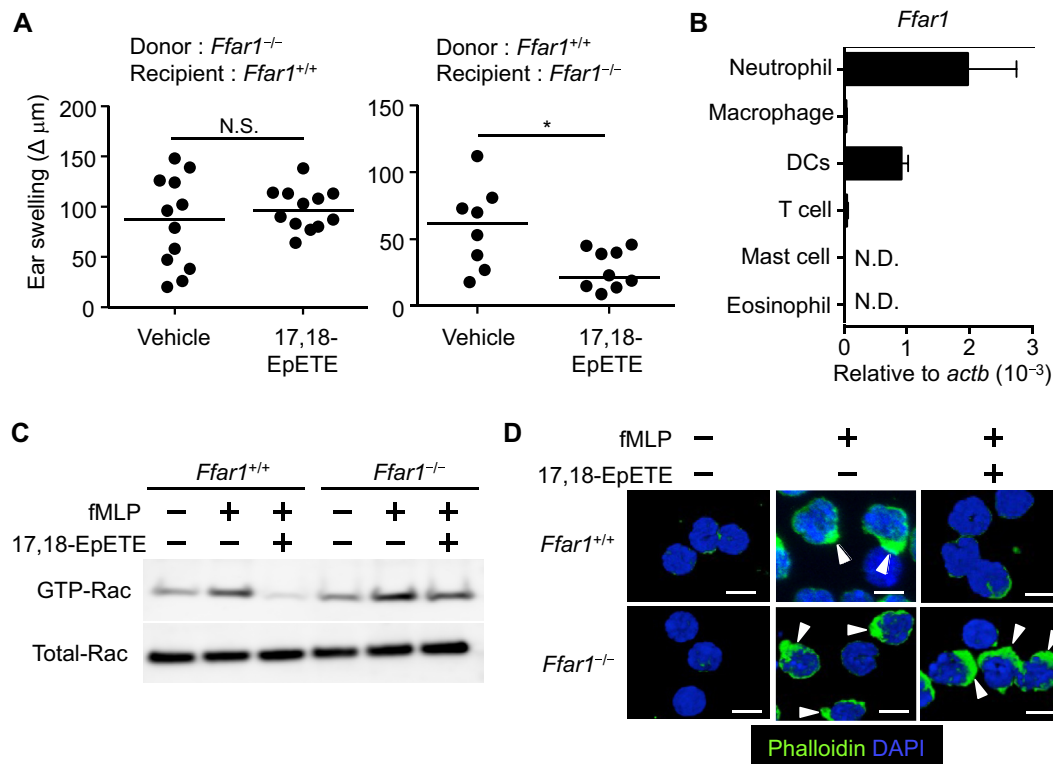 A
Donor : Ffar1–/–
Recipient : Ffar1+/+
Donor : Ffar1+/+
Recipient : Ffar1–/–
Ear swelling (Δ μm)
200
150
100
50
0
N.S.
Vehicle
17,18-
EpETE
150
100
50
0
*
Vehicle
17,18-
EpETE
B
Ffar1
Neutrophil
Macrophage
DCs
T cell
Mast cell
N.D.
Eosinophil
N.D.
0 1 2 3
Relative to actb (10–3)
C
Ffar1+/+ Ffar1–/–
fMLP – + + – + +
17,18-EpETE – – + – – +
GTP-Rac
Total-Rac
D
fMLP – + +
17,18-EpETE – – +
Ffar1+/+
Ffar1–/–
Phalloidin DAPI